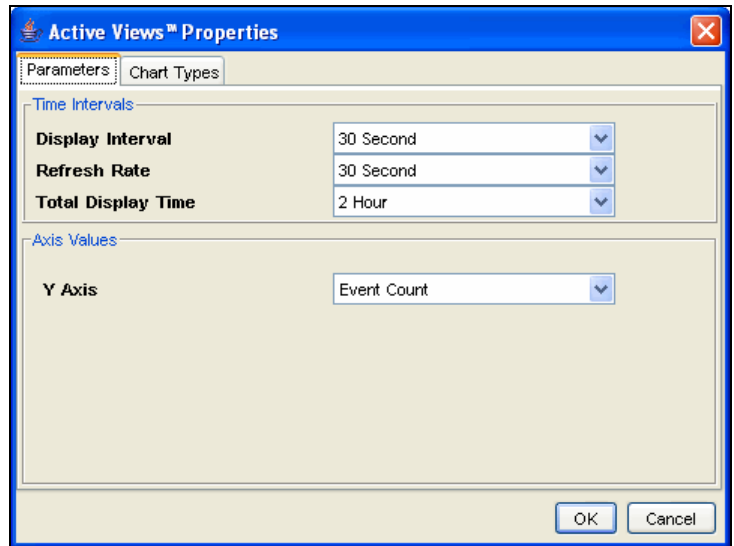 Active Views™ Properties
Parameters
Chart Types
Time Intervals
Display Interval
30 Second
Refresh Rate
30 Second
Total Display Time
2 Hour
Axis Values
Y Axis
Event Count
OK
Cancel